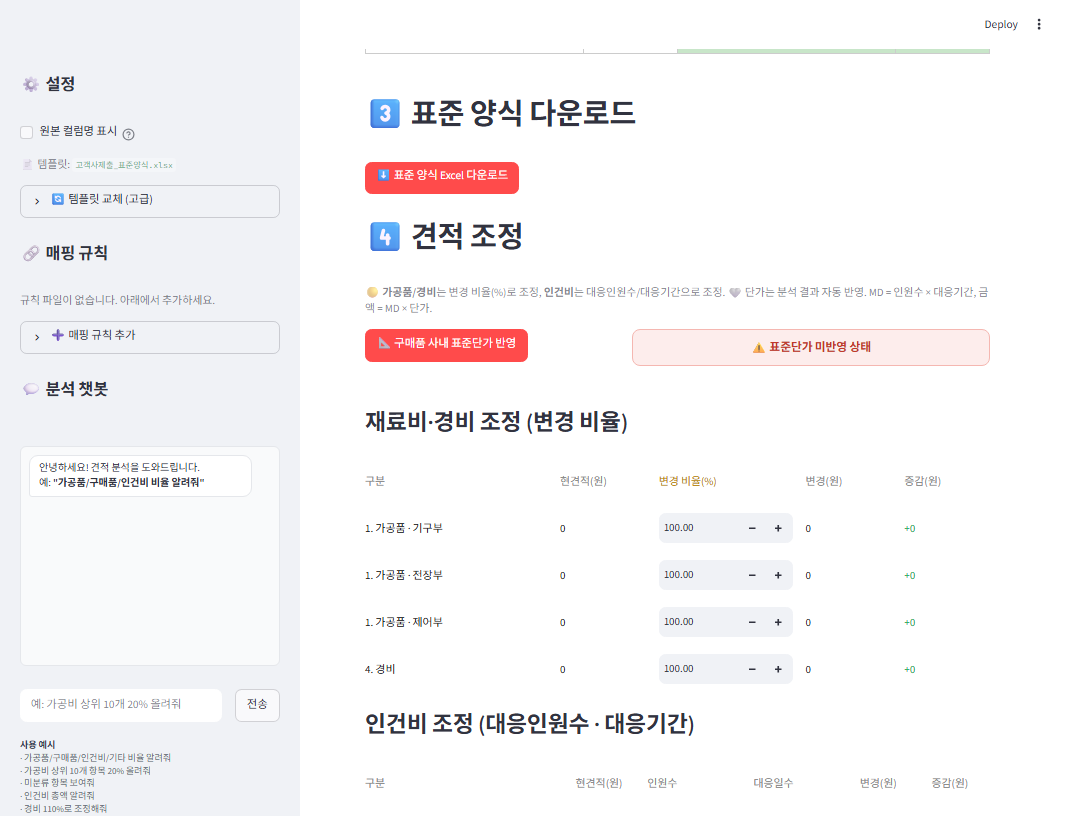 Deploy
설정
원본 컬럼명 표시
템플릿: 고객사제출_표준양식.xlsx
템플릿 교체 (고급)
매핑 규칙
규칙 파일이 없습니다. 아래에서 추가하세요.
매핑 규칙 추가
분석 챗봇
안녕하세요! 견적 분석을 도와드립니다.
예: "가공품/구매품/인건비 비율 알려줘"
예: 가공비 상위 10개 20% 올려줘
전송
사용 예시
· 가공품/구매품/인건비/기타 비율 알려줘
· 가공비 상위 10개 항목 20% 올려줘
· 미분류 항목 보여줘
· 인건비 총액 알려줘
· 경비 110%로 조정해줘
3 표준 양식 다운로드
표준 양식 Excel 다운로드
4 견적 조정
가공품/경비는 변경 비율(%)로 조정, 인건비는 대응인원수/대응기간으로 조정. 단가는 분석 결과 자동 반영. MD = 인원수 × 대응기간, 금
액 = MD × 단가.
구매품 사내 표준단가 반영
표준단가 미반영 상태
재료비·경비 조정 (변경 비율)
구분 현견적(원) 변경 비율(%) 변경(원) 증감(원)
1. 가공품 · 기구부 0 100.00 − + 0 +0
1. 가공품 · 전장부 0 100.00 − + 0 +0
1. 가공품 · 제어부 0 100.00 − + 0 +0
4. 경비 0 100.00 − + 0 +0
인건비 조정 (대응인원수 · 대응기간)
구분 현견적(원) 인원수 대응일수 변경(원) 증감(원)